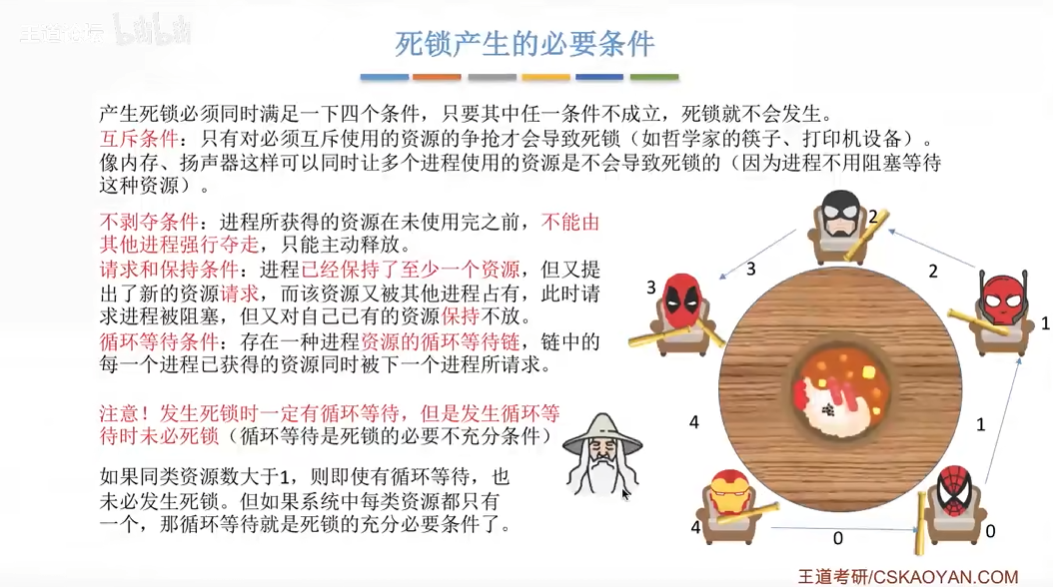 王道论坛 bilibili
死锁产生的必要条件
产生死锁必须同时满足一下四个条件，只要其中任一条件不成立，死锁就不会发生。
互斥条件：只有对必须互斥使用的资源的争抢才会导致死锁（如哲学家的筷子、打印机设备）。
像内存、扬声器这样可以同时让多个进程使用的资源是不会导致死锁的（因为进程不用阻塞等待
这种资源）。
不剥夺条件：进程所获得的资源在未使用完之前，不能由
其他进程强行夺走，只能主动释放。
请求和保持条件：进程已经保持了至少一个资源，但又提
出了新的资源请求，而该资源又被其他进程占有，此时请
求进程被阻塞，但又对自己已有的资源保持不放。
循环等待条件：存在一种进程资源的循环等待链，链中的
每一个进程已获得的资源同时被下一个进程所请求。
注意！发生死锁时一定有循环等待，但是发生循环等
待时未必死锁（循环等待是死锁的必要不充分条件）
如果同类资源数大于1，则即使有循环等待，也
未必发生死锁。但如果系统中每类资源都只有
一个，那循环等待就是死锁的充分必要条件了。
2
3
2
3
1
4
1
4
0
0
王道考研/CSKAOYAN.COM